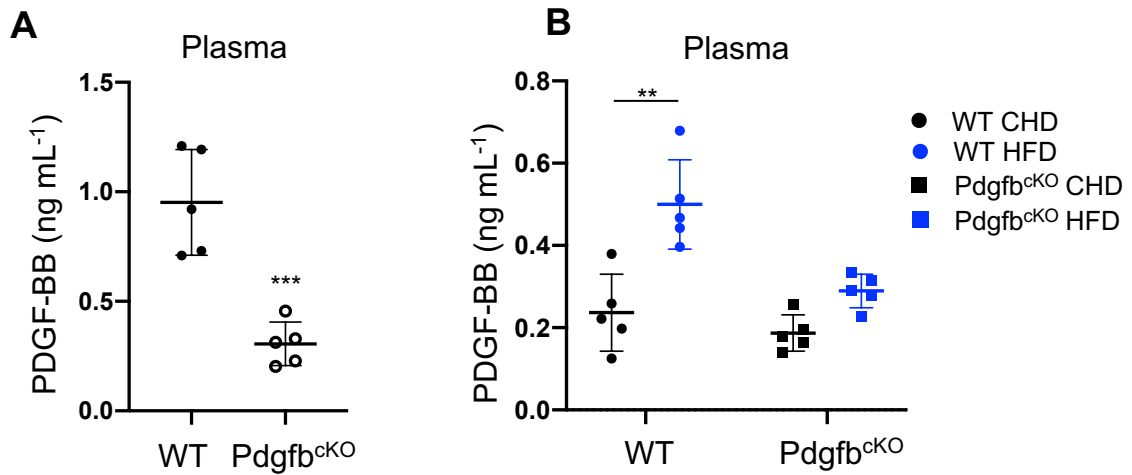 A
Plasma
PDGF-BB (ng mL⁻¹)
1.5
1.0
0.5
0.0
***
WT
Pdgfbᶜᴷᴼ
B
Plasma
PDGF-BB (ng mL⁻¹)
0.8
0.6
0.4
0.2
0.0
**
WT
Pdgfbᶜᴷᴼ
WT CHD
WT HFD
Pdgfbᶜᴷᴼ CHD
Pdgfbᶜᴷᴼ HFD